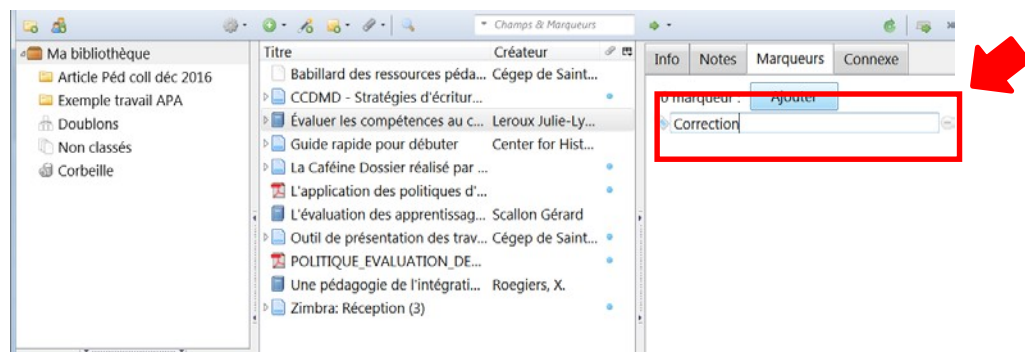 Champs & Marqueurs
Ma bibliothèque
Article Péd coll déc 2016
Exemple travail APA
Doublons
Non classés
Corbeille
Titre Créateur
Babillard des ressources péda... Cégep de Saint...
CCDMD - Stratégies d'écritur...
Évaluer les compétences au c... Leroux Julie-Ly...
Guide rapide pour débuter Center for Hist...
La Caféine Dossier réalisé par ...
L'application des politiques d'...
L'évaluation des apprentissag... Scallon Gérard
Outil de présentation des trav... Cégep de Saint...
POLITIQUE_EVALUATION_DE...
Une pédagogie de l'intégrati... Roegiers, X.
Zimbra: Réception (3)
Info Notes Marqueurs Connexe
0 marqueur : Ajouter
Correction